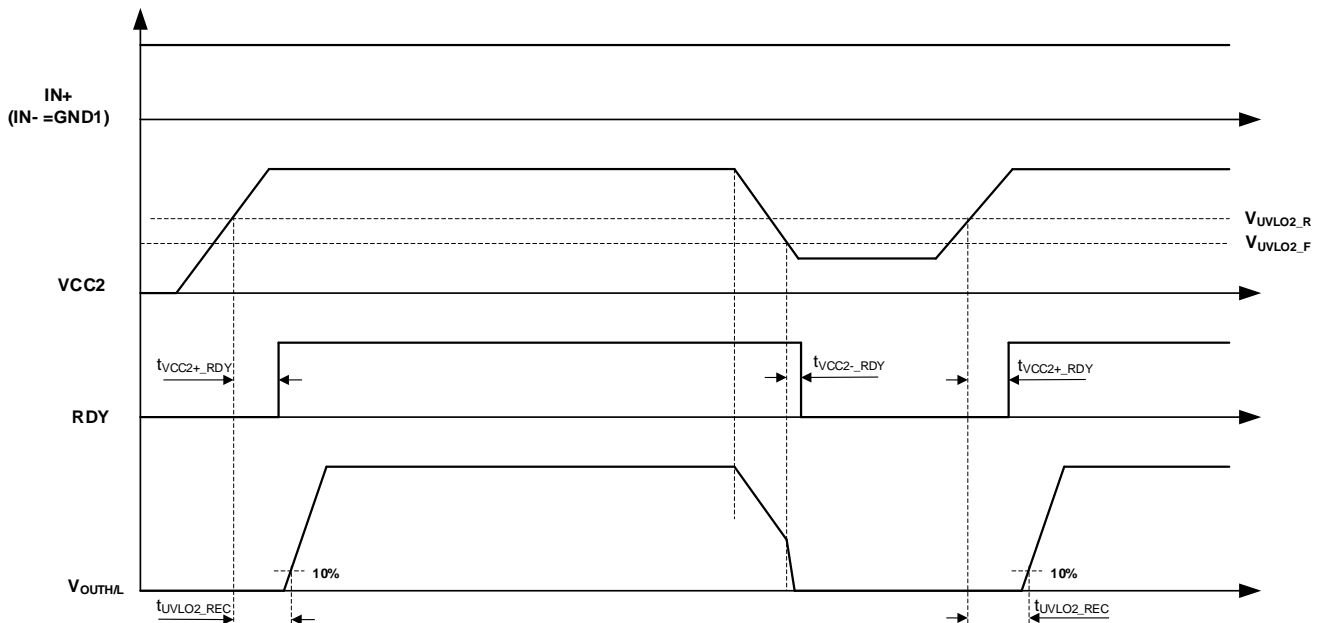 IN+
(IN- =GND1)
VUVLO2_R
VUVLO2_F
VCC2
tVCC2+_RDY
tVCC2-_RDY
tVCC2+_RDY
RDY
10%
10%
VOUTH/L
tUVLO2_REC
tUVLO2_REC